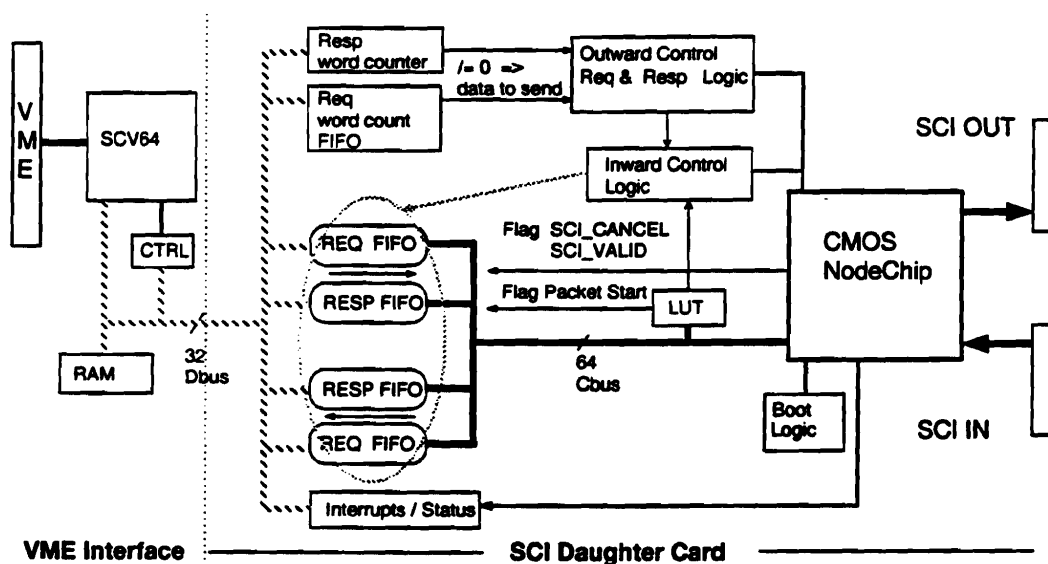 Resp
word counter
/= 0 =>
data to send
Outward Control
Req & Resp Logic
Req
word count
FIFO
VME
SCV64
CTRL
RAM
32
Dbus
Inward Control
Logic
SCI OUT
REQ FIFO
RESP FIFO
Flag SCI_CANCEL
SCI_VALID
Flag Packet Start
LUT
CMOS
NodeChip
64
Cbus
RESP FIFO
REQ FIFO
Boot
Logic
SCI IN
Interrupts / Status
VME Interface
SCI Daughter Card